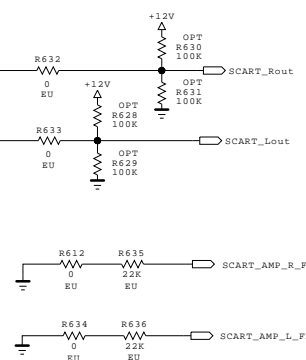 +12V
OPT
R630
100K
R632
0
EU
SCART_Rout
+12V
OPT
R631
100K
OPT
R628
100K
R633
0
EU
SCART_Lout
OPT
R629
100K
R612
0
EU
R635
22K
EU
SCART_AMP_R_F
R634
0
EU
R636
22K
EU
SCART_AMP_L_F